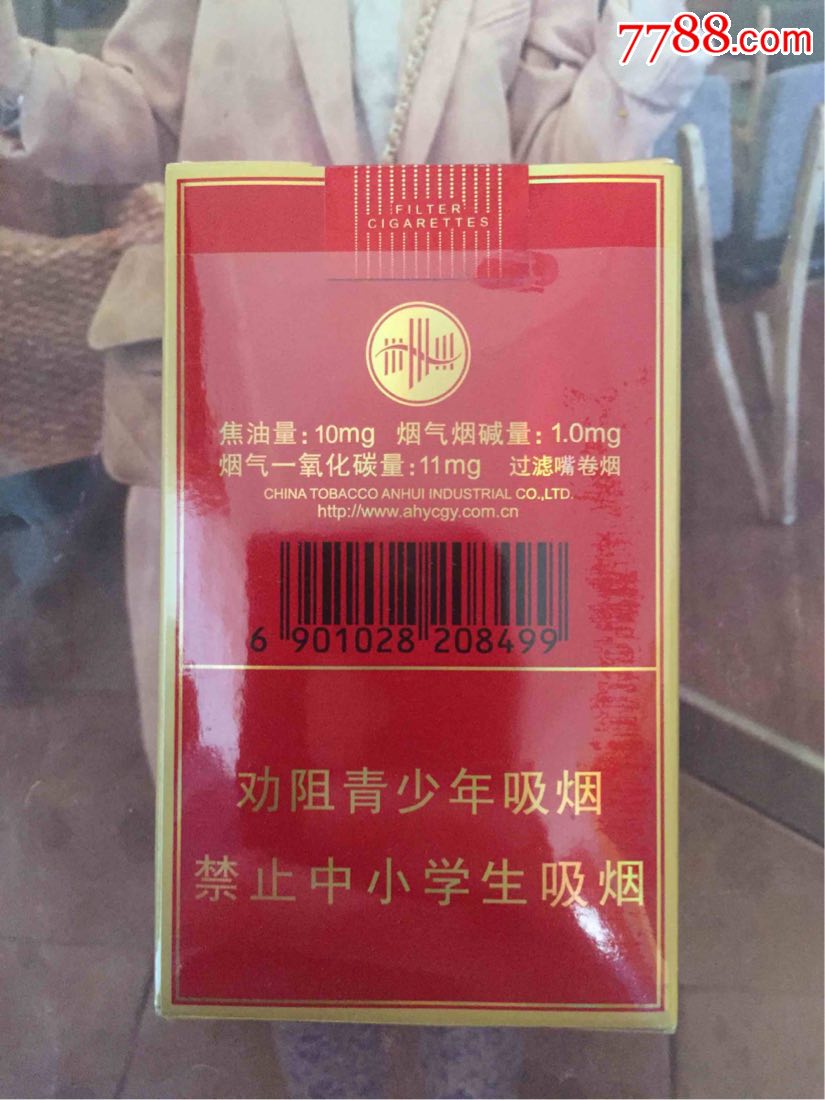 7788.com
FILTER
CIGARETTES
焦油量:10mg 烟气烟碱量:1.0mg
烟气一氧化碳量:11mg 过滤嘴卷烟
CHINA TOBACCO ANHUI INDUSTRIAL CO.,LTD.
http://www.ahycgy.com.cn
6 901028 208499
劝阻青少年吸烟
禁止中小学生吸烟